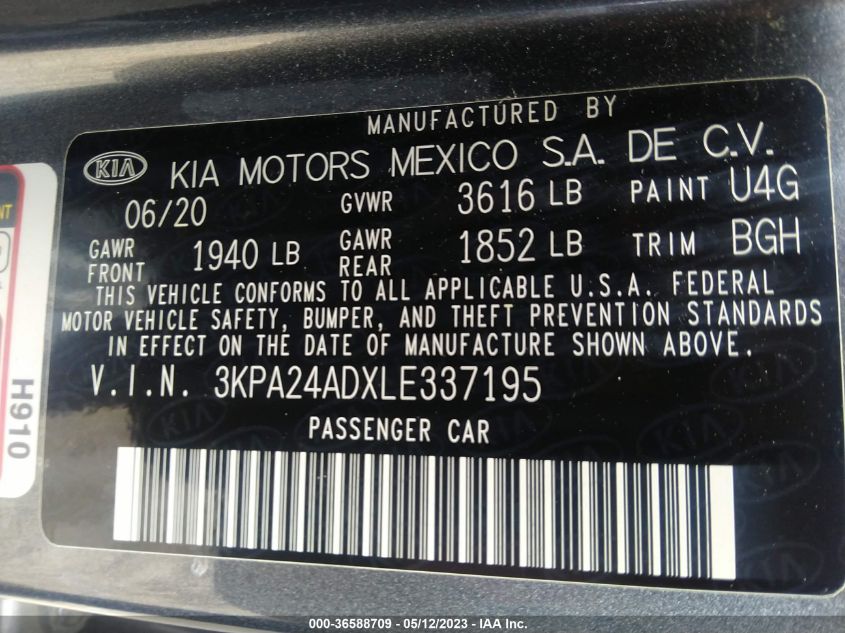 MANUFACTURED BY
KIA KIA MOTORS MEXICO S.A. DE C.V.
06/20 GVWR 3616 LB PAINT U4G
GAWR FRONT 1940 LB GAWR REAR 1852 LB TRIM BGH
THIS VEHICLE CONFORMS TO ALL APPLICABLE U.S.A. FEDERAL
MOTOR VEHICLE SAFETY, BUMPER, AND THEFT PREVENTION STANDARDS
IN EFFECT ON THE DATE OF MANUFACTURE SHOWN ABOVE.
V.I.N. 3KPA24ADXLE337195
PASSENGER CAR
H910
000-36588709 - 05/12/2023 - IAA Inc.